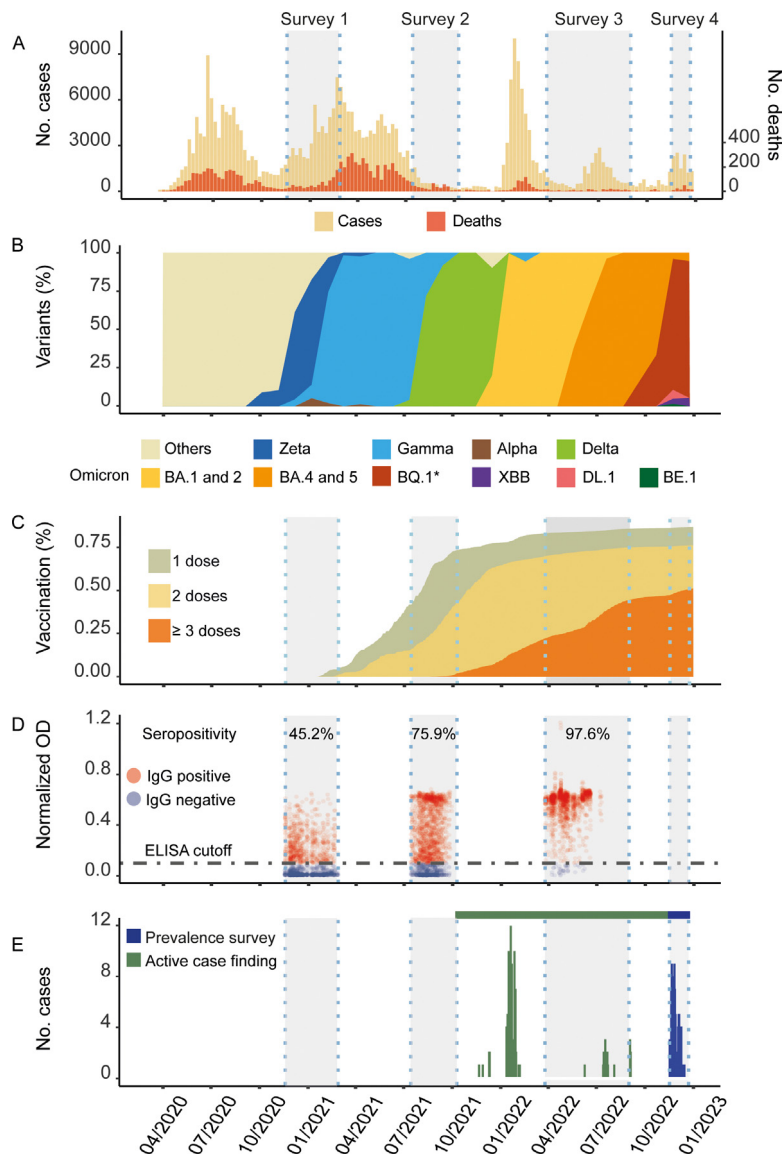 Survey 1 Survey 2 Survey 3 Survey 4
A
No. cases
9000
6000
3000
0
No. deaths
400
200
0
Cases Deaths
B
Variants (%)
100
75
50
25
0
Others Zeta Gamma Alpha Delta
Omicron BA.1 and 2 BA.4 and 5 BQ.1* XBB DL.1 BE.1
C
Vaccination (%)
0.75
0.50
0.25
0.00
1 dose
2 doses
≥ 3 doses
D
Normalized OD
1.2
0.8
0.4
0.0
Seropositivity 45.2% 75.9% 97.6%
IgG positive
IgG negative
ELISA cutoff
E
No. cases
12
8
4
0
Prevalence survey
Active case finding
04/2020 07/2020 10/2020 01/2021 04/2021 07/2021 10/2021 01/2022 04/2022 07/2022 10/2022 01/2023